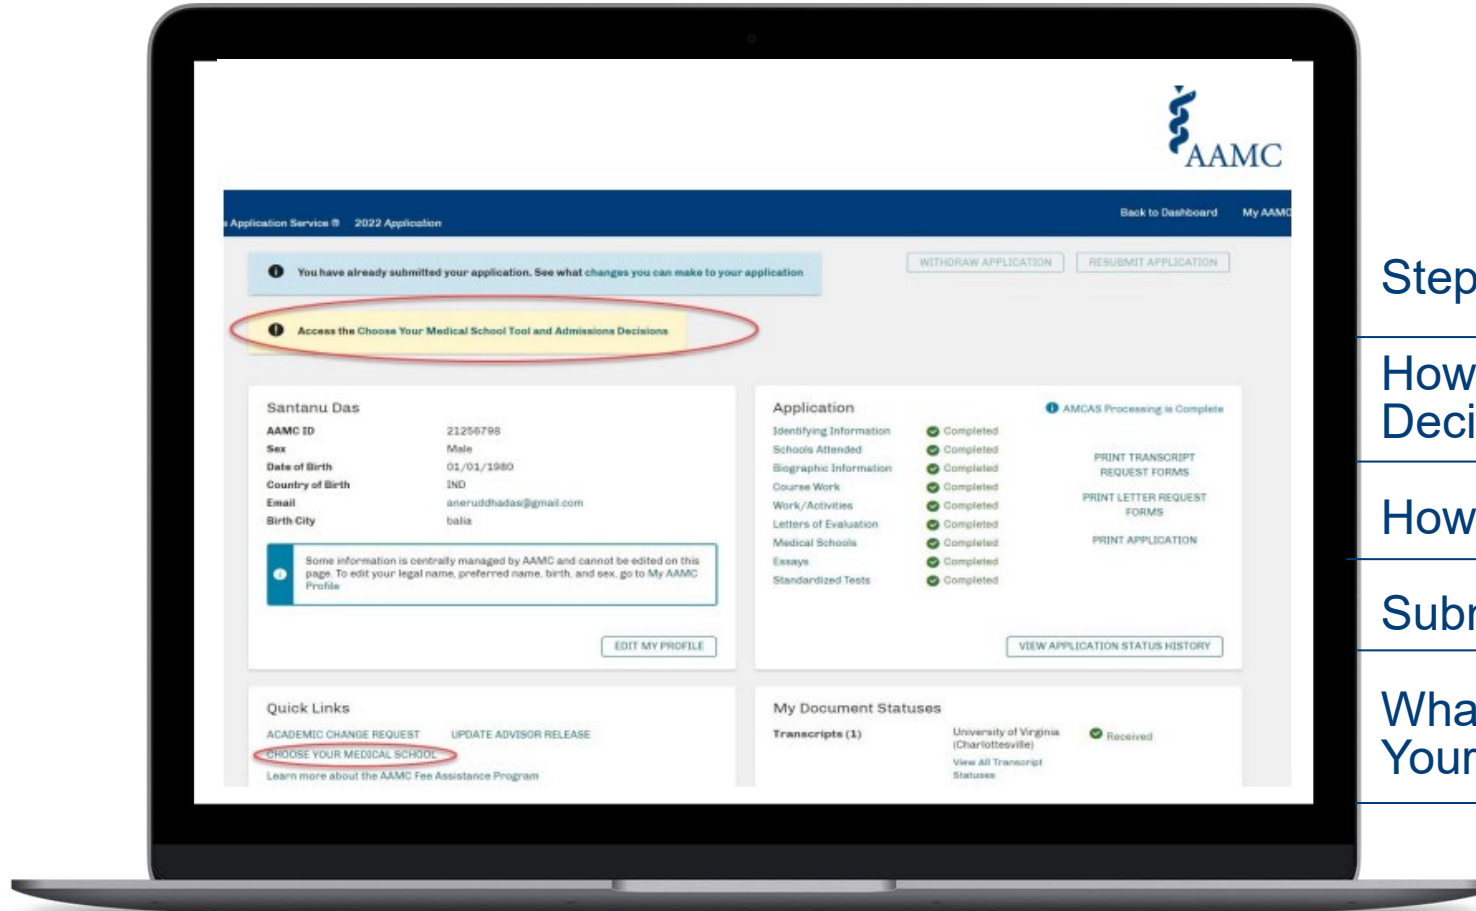 AAMC
s Application Service ® 2022 Application
Back to Dashboard My AAMC
You have already submitted your application. See what changes you can make to your application
WITHDRAW APPLICATION RESUBMIT APPLICATION
Access the Choose Your Medical School Tool and Admissions Decisions
Santanu Das
AAMC ID 21256798
Sex Male
Date of Birth 01/01/1980
Country of Birth IND
Email aneruddhadas@gmail.com
Birth City balia
Some information is centrally managed by AAMC and cannot be edited on this
page. To edit your legal name, preferred name, birth, and sex, go to My AAMC
Profile
EDIT MY PROFILE
Application
AMCAS Processing is Complete
Identifying Information Completed
Schools Attended Completed
Biographic Information Completed
Course Work Completed
Work/Activities Completed
Letters of Evaluation Completed
Medical Schools Completed
Essays Completed
Standardized Tests Completed
PRINT TRANSCRIPT
REQUEST FORMS
PRINT LETTER REQUEST
FORMS
PRINT APPLICATION
VIEW APPLICATION STATUS HISTORY
Quick Links
ACADEMIC CHANGE REQUEST UPDATE ADVISOR RELEASE
CHOOSE YOUR MEDICAL SCHOOL
Learn more about the AAMC Fee Assistance Program
My Document Statuses
Transcripts (1)
University of Virginia
(Charlottesville)
Received
View All Transcript
Statuses
Step
How
Deci
How
Subr
Wha
Your